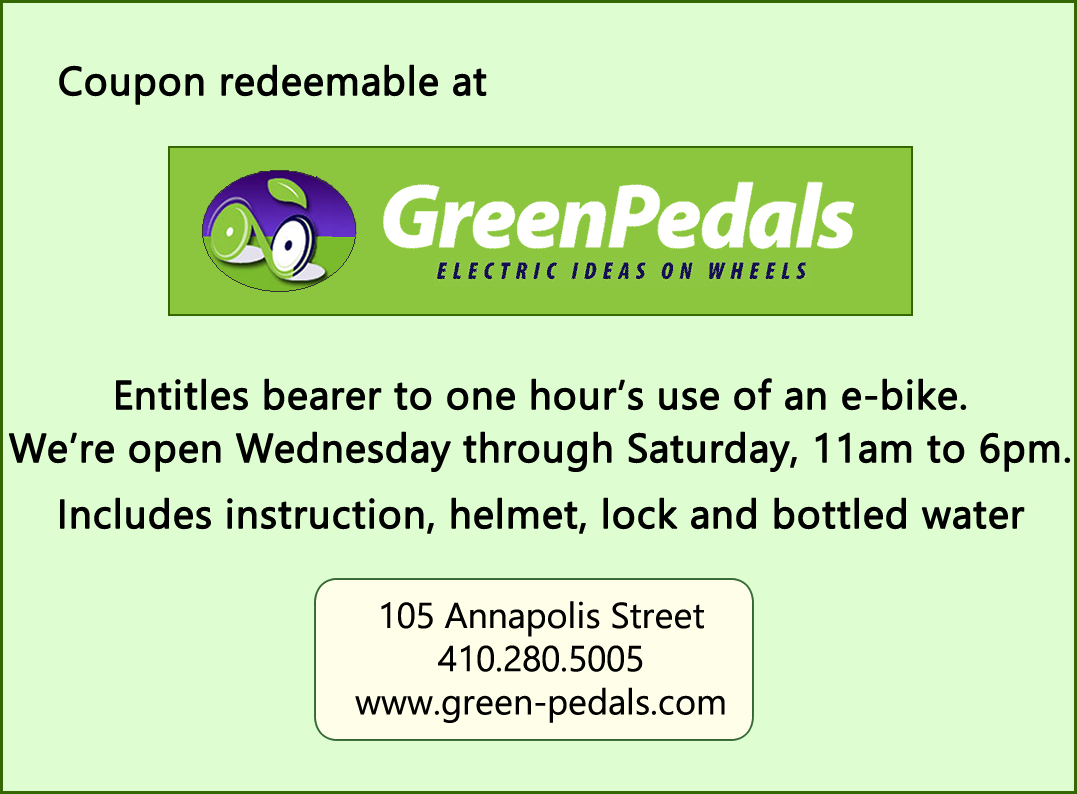 Coupon redeemable at
GreenPedals
ELECTRIC IDEAS ON WHEELS
Entitles bearer to one hour’s use of an e-bike.
We’re open Wednesday through Saturday, 11am to 6pm.
Includes instruction, helmet, lock and bottled water
105 Annapolis Street
410.280.5005
www.green-pedals.com